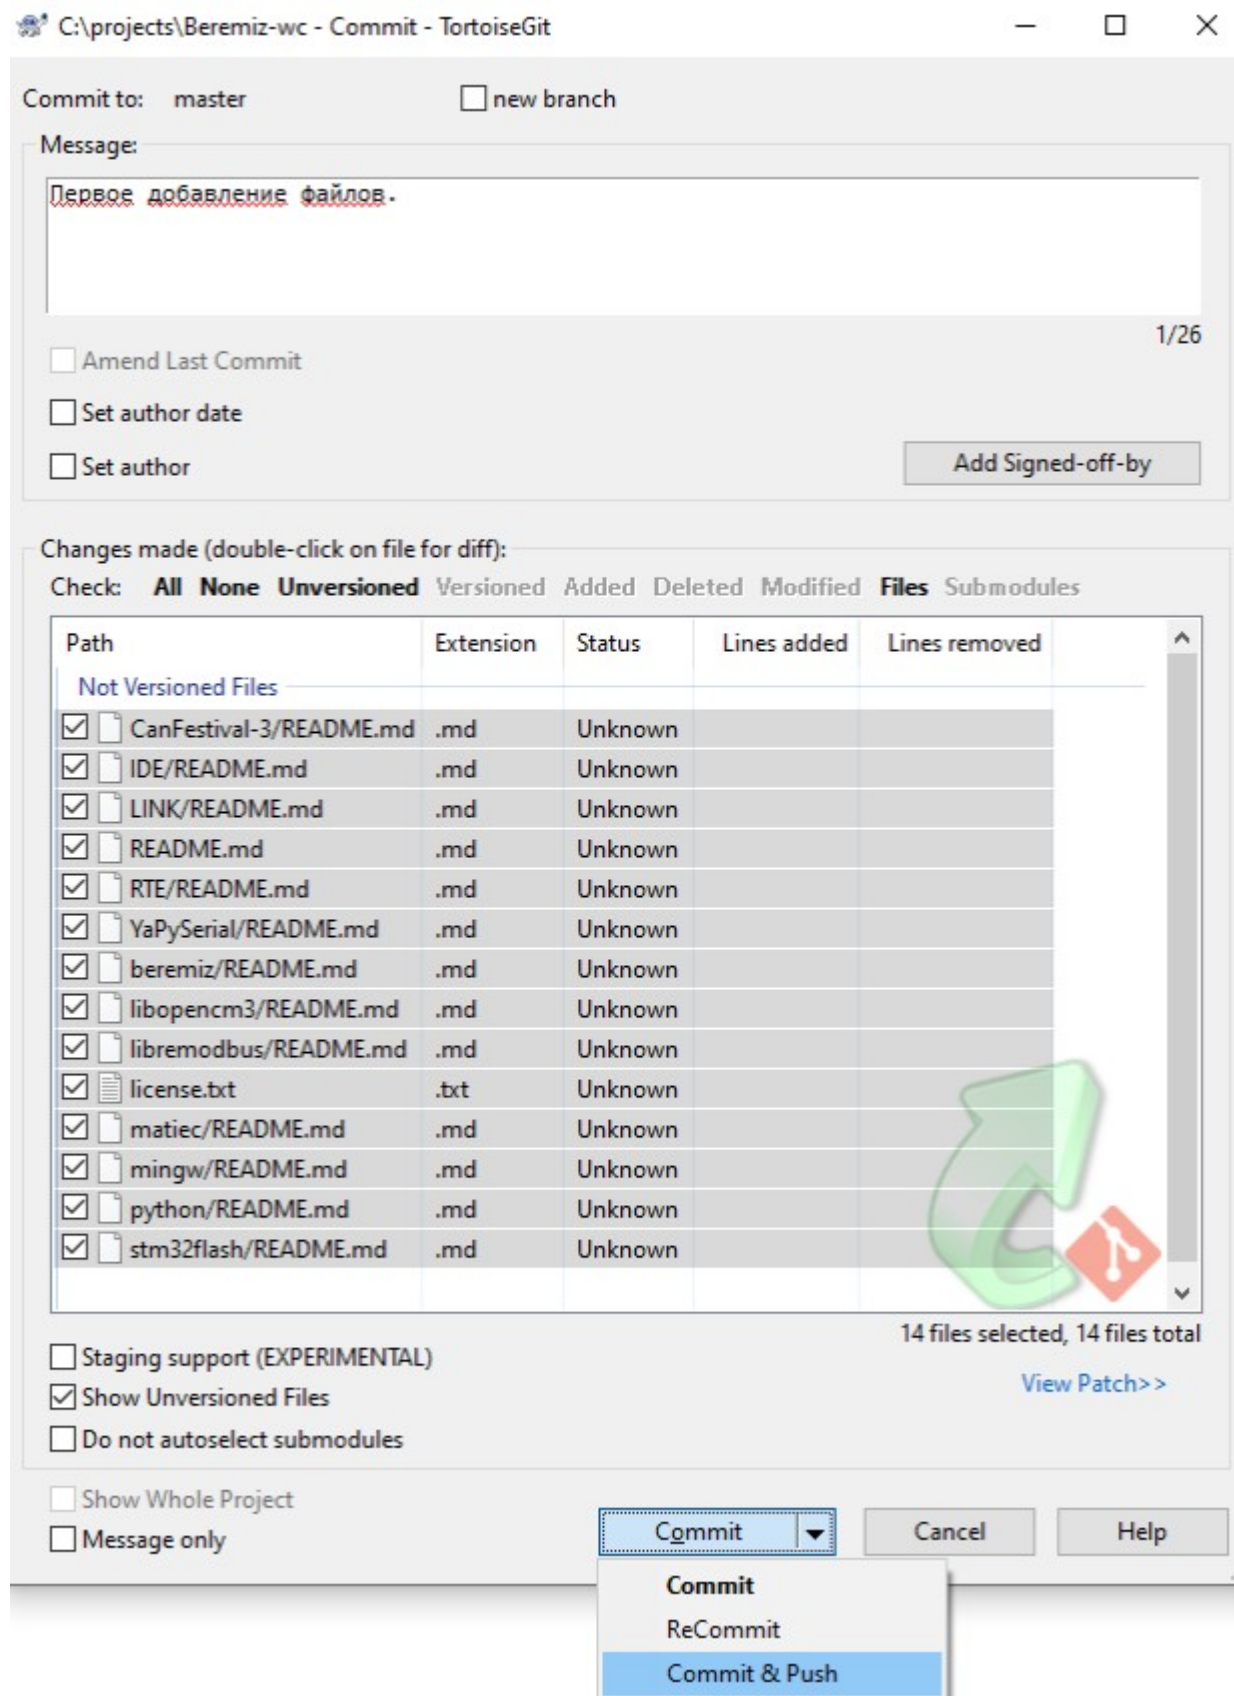 C:\projects\Beremiz-wc - Commit - TortoiseGit
Commit to: master new branch
Message:
Первое добавление файлов.
1/26
Amend Last Commit
Set author date
Set author Add Signed-off-by
Changes made (double-click on file for diff):
Check: All None Unversioned Versioned Added Deleted Modified Files Submodules
Path Extension Status Lines added Lines removed
Not Versioned Files
CanFestival-3/README.md .md Unknown
IDE/README.md .md Unknown
LINK/README.md .md Unknown
README.md .md Unknown
RTE/README.md .md Unknown
YaPySerial/README.md .md Unknown
beremiz/README.md .md Unknown
libopencm3/README.md .md Unknown
libremodbus/README.md .md Unknown
license.txt .txt Unknown
matiec/README.md .md Unknown
mingw/README.md .md Unknown
python/README.md .md Unknown
stm32flash/README.md .md Unknown
14 files selected, 14 files total
Staging support (EXPERIMENTAL)
View Patch>>
Show Unversioned Files
Do not autoselect submodules
Show Whole Project
Message only
Commit Cancel Help
Commit
ReCommit
Commit & Push